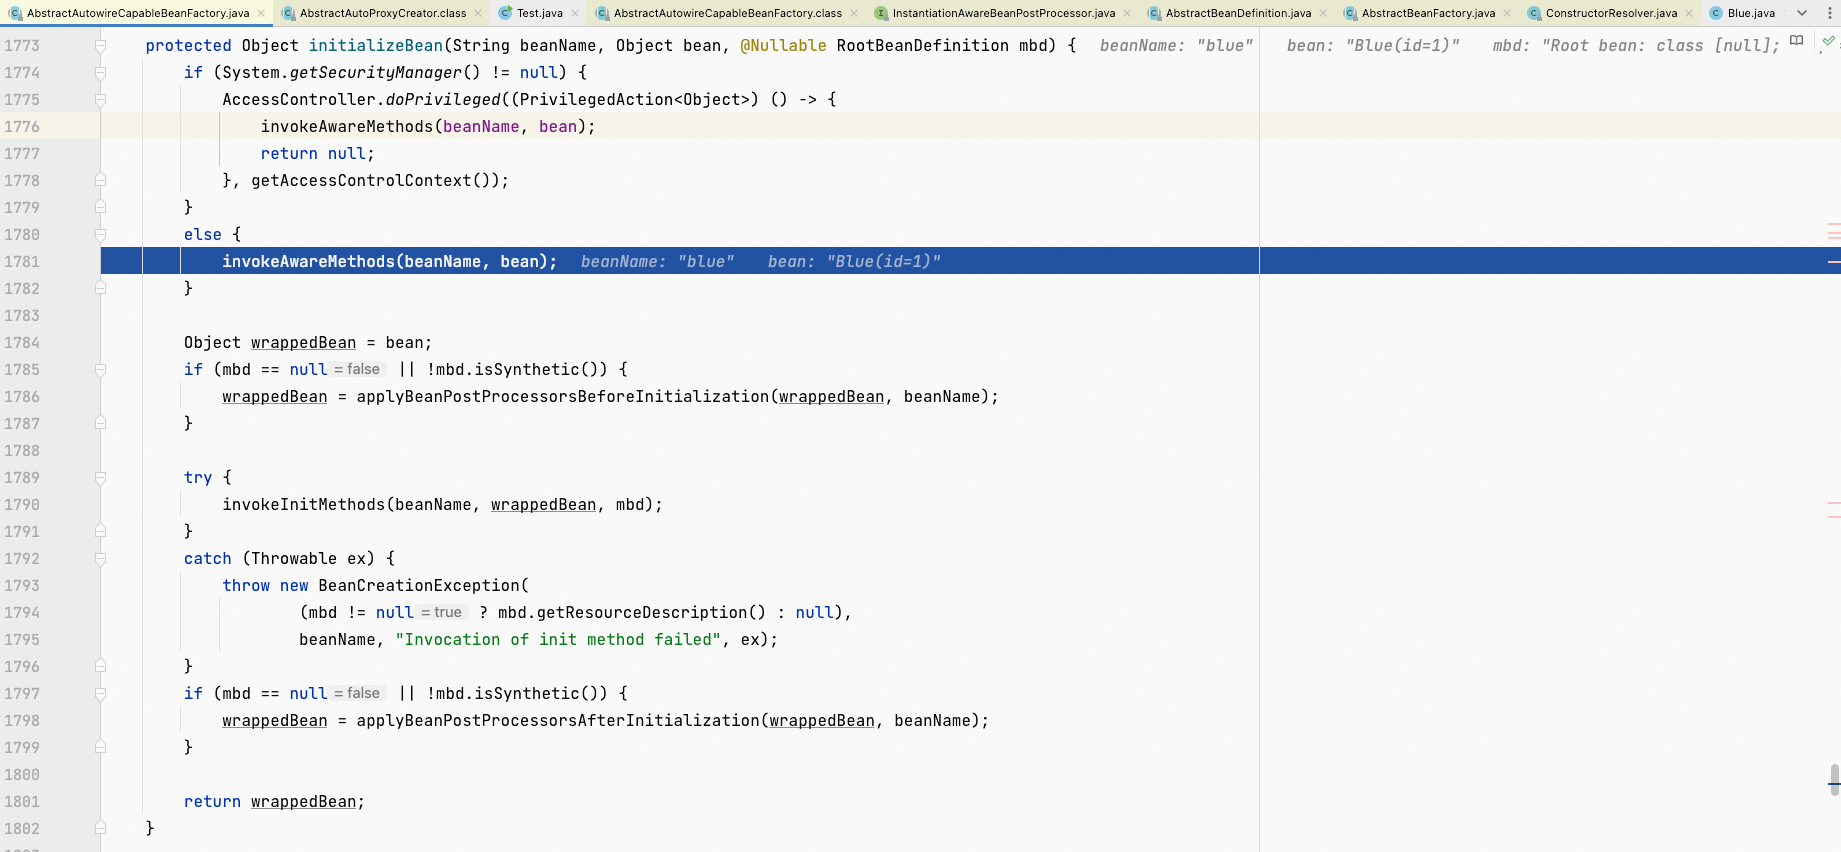 AbstractAutowireCapableBeanFactory.java AbstractAutoProxyCreator.class Test.java AbstractAutowireCapableBeanFactory.class InstantiationAwareBeanPostProcessor.java AbstractBeanDefinition.java AbstractBeanFactory.java ConstructorResolver.java Blue.java
1773 protected Object initializeBean(String beanName, Object bean, @Nullable RootBeanDefinition mbd) { beanName: "blue" bean: "Blue(id=1)" mbd: "Root bean: class [null];
1774 if (System.getSecurityManager() != null) {
1775 AccessController.doPrivileged((PrivilegedAction<Object>) () -> {
1776 invokeAwareMethods(beanName, bean);
1777 return null;
1778 }, getAccessControlContext());
1779 }
1780 else {
1781 invokeAwareMethods(beanName, bean); beanName: "blue" bean: "Blue(id=1)"
1782 }
1783
1784 Object wrappedBean = bean;
1785 if (mbd == null = false || !mbd.isSynthetic()) {
1786 wrappedBean = applyBeanPostProcessorsBeforeInitialization(wrappedBean, beanName);
1787 }
1788
1789 try {
1790 invokeInitMethods(beanName, wrappedBean, mbd);
1791 }
1792 catch (Throwable ex) {
1793 throw new BeanCreationException(
1794 (mbd != null = true ? mbd.getResourceDescription() : null),
1795 beanName, "Invocation of init method failed", ex);
1796 }
1797 if (mbd == null = false || !mbd.isSynthetic()) {
1798 wrappedBean = applyBeanPostProcessorsAfterInitialization(wrappedBean, beanName);
1799 }
1800
1801 return wrappedBean;
1802 }